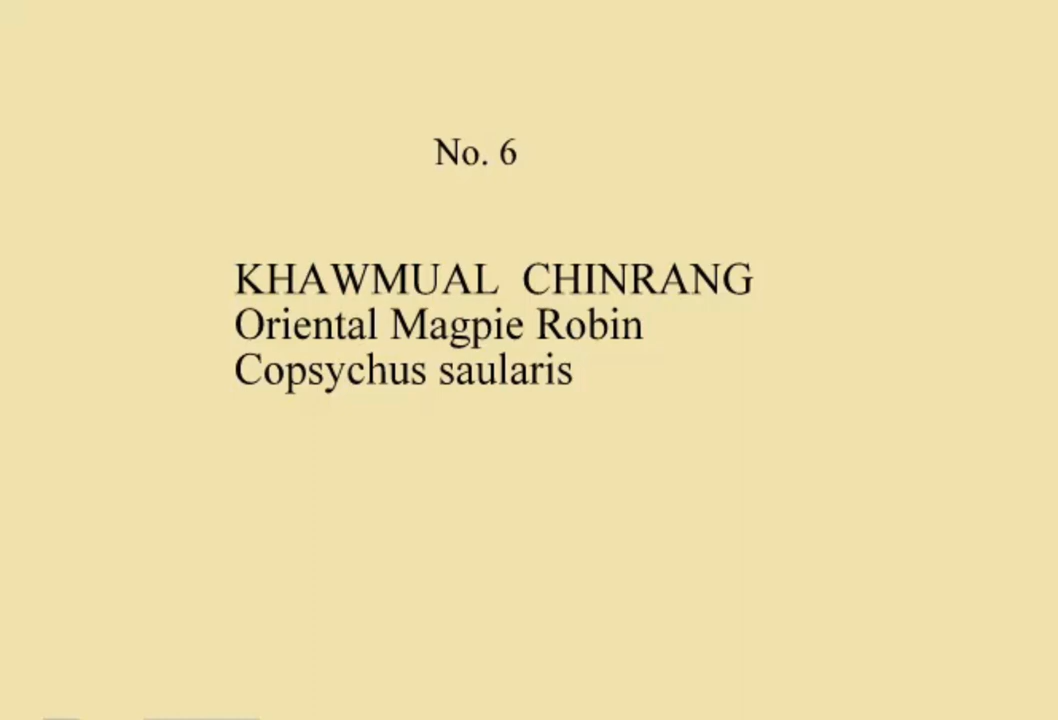 No. 6
KHAWMUAL CHINRANG
Oriental Magpie Robin
Copsychus saularis